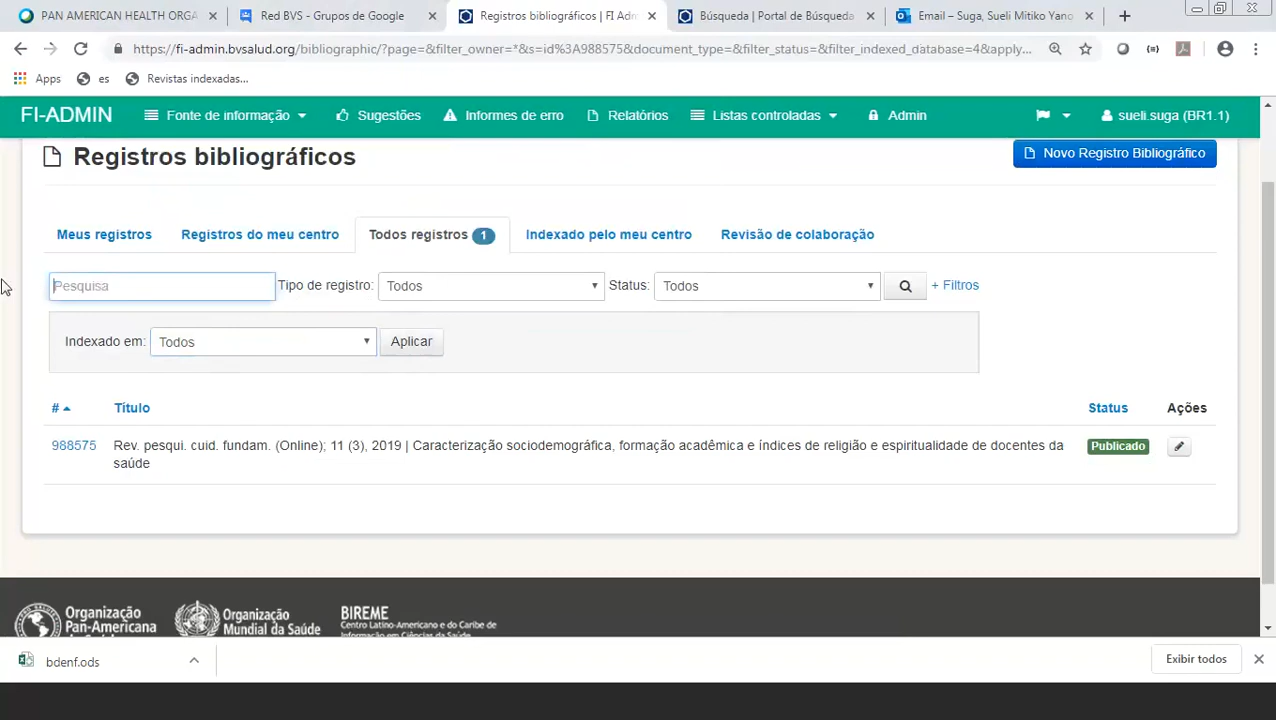 PAN AMERICAN HEALTH ORGA
Red BVS - Grupos de Google
Registros bibliográficos | FI Adm
Búsqueda | Portal de Búsqueda
Email – Suga, Sueli Mitiko Yano
https://fi-admin.bvsalud.org/bibliographic/?page=&filter_owner=*&s=id%3A988575&document_type=&filter_status=&filter_indexed_database=4&apply...
Apps
es
Revistas indexadas...
FI-ADMIN
Fonte de informação
Sugestões
Informes de erro
Relatórios
Listas controladas
Admin
sueli.suga (BR1.1)
Registros bibliográficos
Novo Registro Bibliográfico
Meus registros
Registros do meu centro
Todos registros 1
Indexado pelo meu centro
Revisão de colaboração
Pesquisa
Tipo de registro:
Todos
Status:
Todos
+ Filtros
Indexado em:
Todos
Aplicar
#
Título
Status
Ações
988575
Rev. pesqui. cuid. fundam. (Online); 11 (3), 2019 | Caracterização sociodemográfica, formação acadêmica e índices de religião e espiritualidade de docentes da
saúde
Publicado
Organização
Pan-Americana
Organização
Mundial da Saúde
BIREME
Centro Latino-Americano e do Caribe de
Informação em Ciências da Saúde
bdenf.ods
Exibir todos